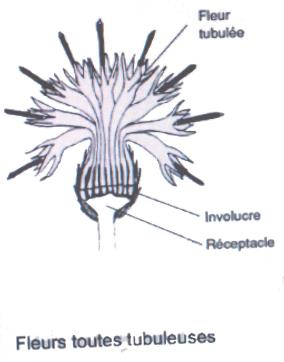 Fleur
tubulée
Involucre
Réceptacle
Fleurs toutes tubuleuses